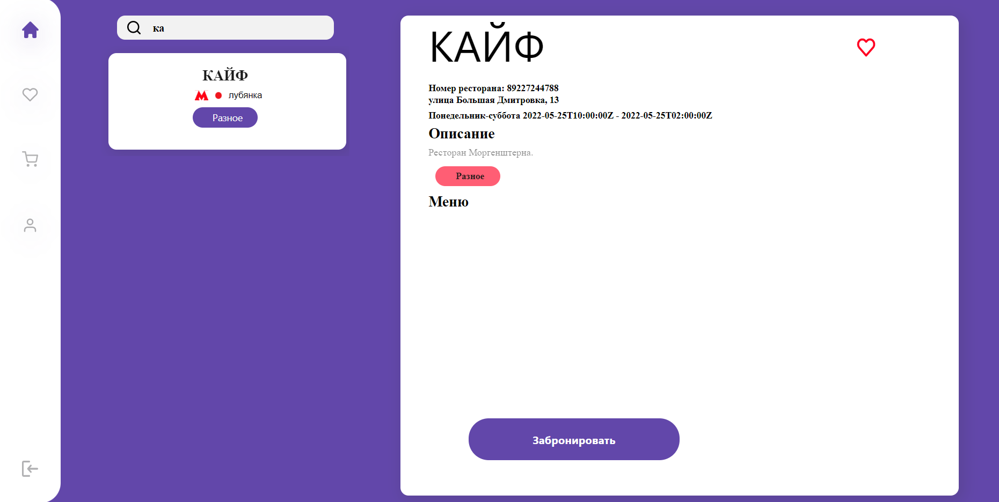 ка
КАЙФ
лубянка
Разное
КАЙФ
Номер ресторана: 89227244788
улица Большая Дмитровка, 13
Понедельник-суббота 2022-05-25T10:00:00Z - 2022-05-25T02:00:00Z
Описание
Ресторан Моргенштерна.
Разное
Меню
Забронировать